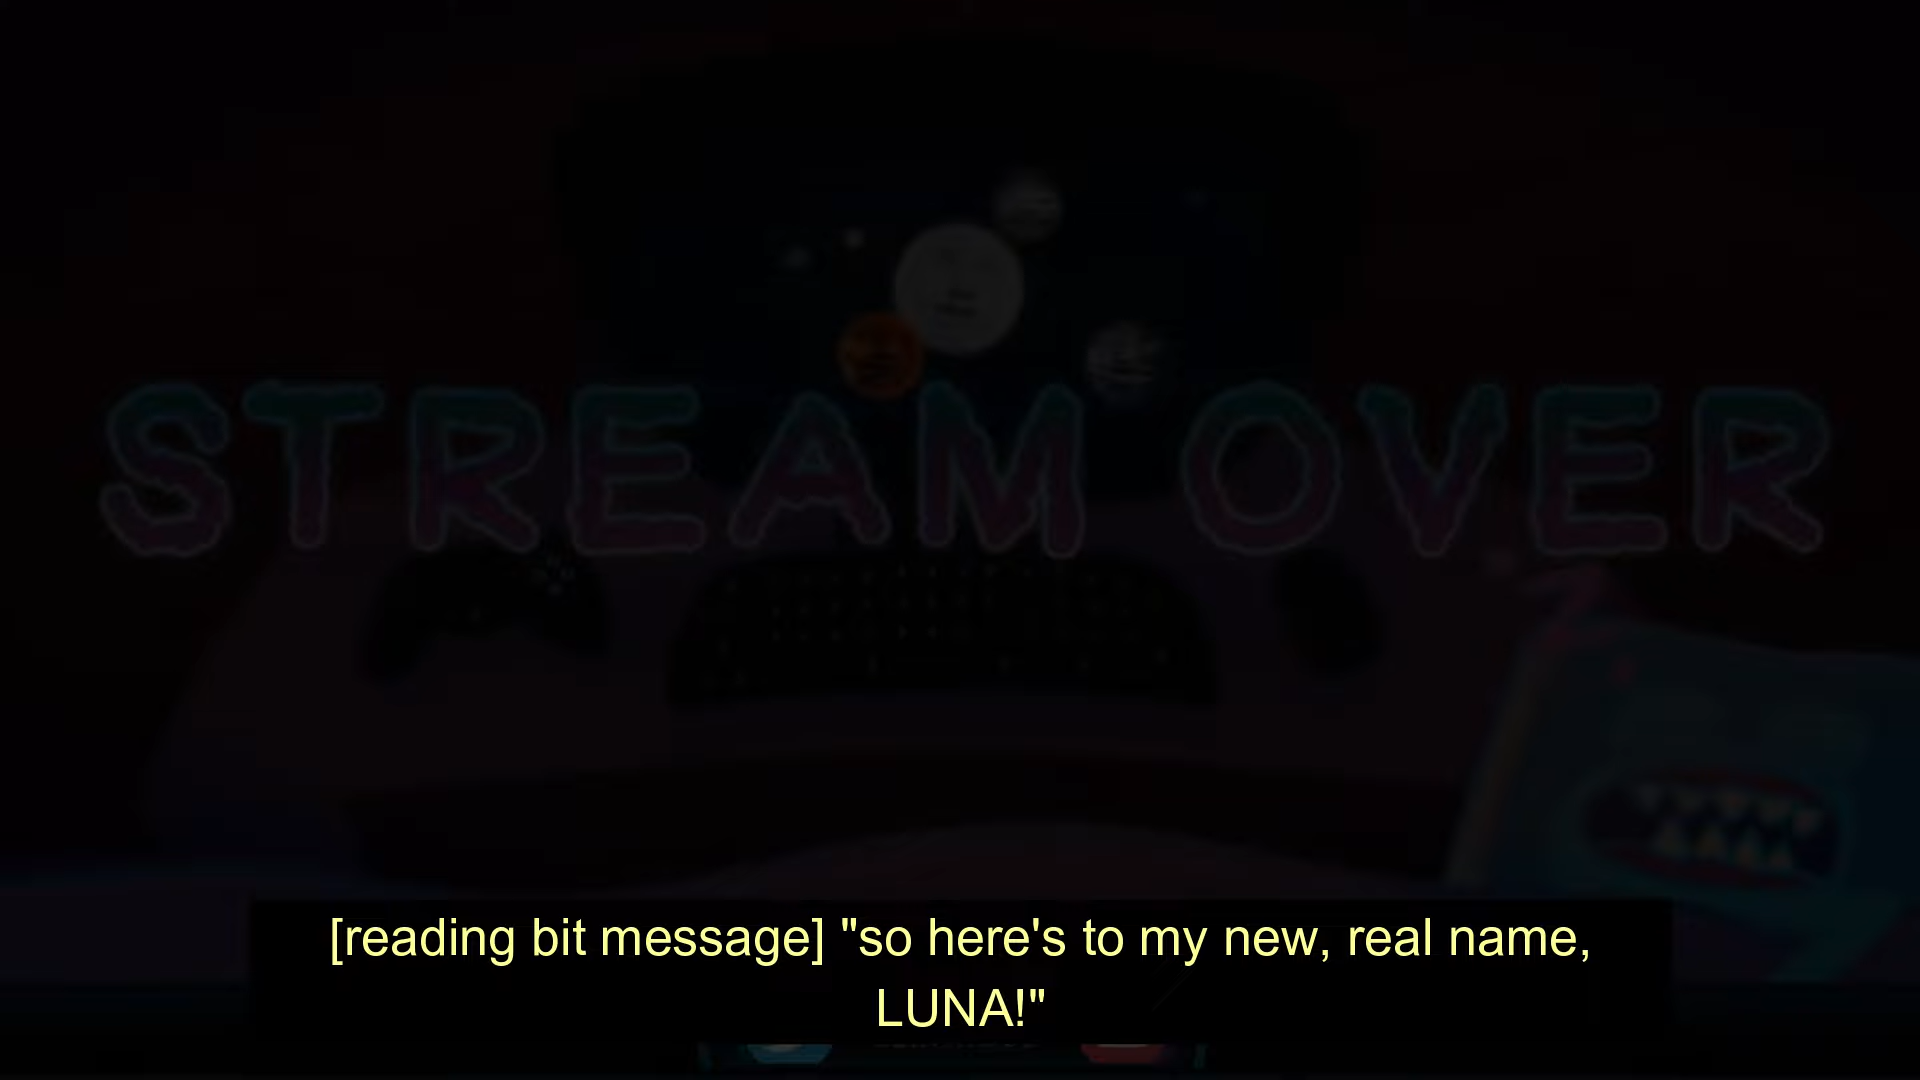 STREAM OVER
[reading bit message] "so here's to my new, real name,
LUNA!"